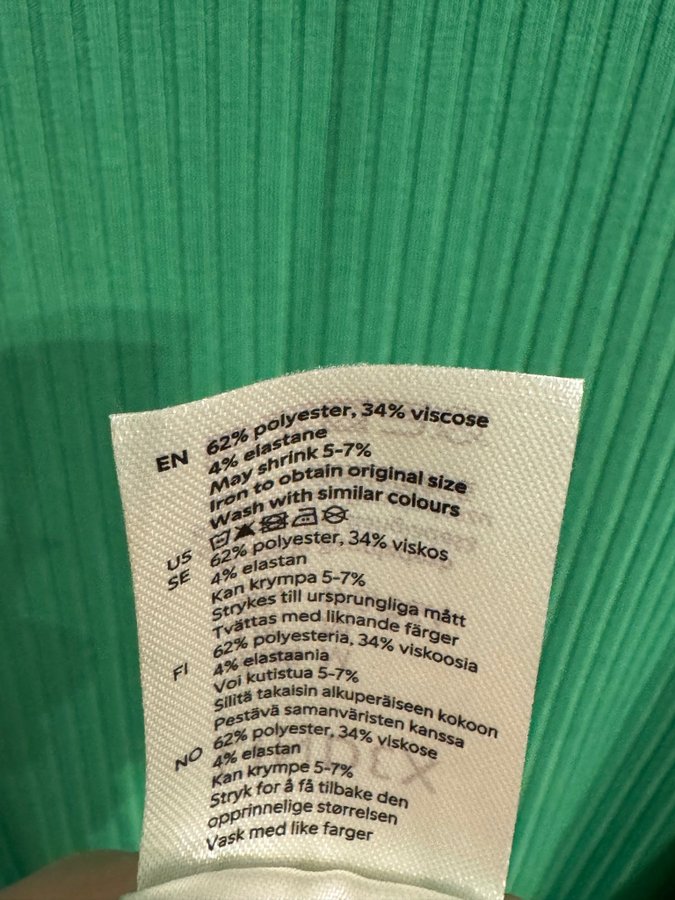 EN 62% polyester, 34% viscose
4% elastane
May shrink 5-7%
Iron to obtain original size
Wash with similar colours
US
SE 62% polyester, 34% viskos
4% elastan
Kan krympa 5-7%
Strykes till ursprungliga mått
Tvättas med liknande färger
FI 62% polyesteria, 34% viskoosia
4% elastaania
Voi kutistua 5-7%
Silitä takaisin alkuperäiseen kokoon
Pestävä samanväristen kanssa
NO 62% polyester, 34% viskose
4% elastan
Kan krympe 5-7%
Stryk for å få tilbake den
opprinnelige størrelsen
Vask med like farger